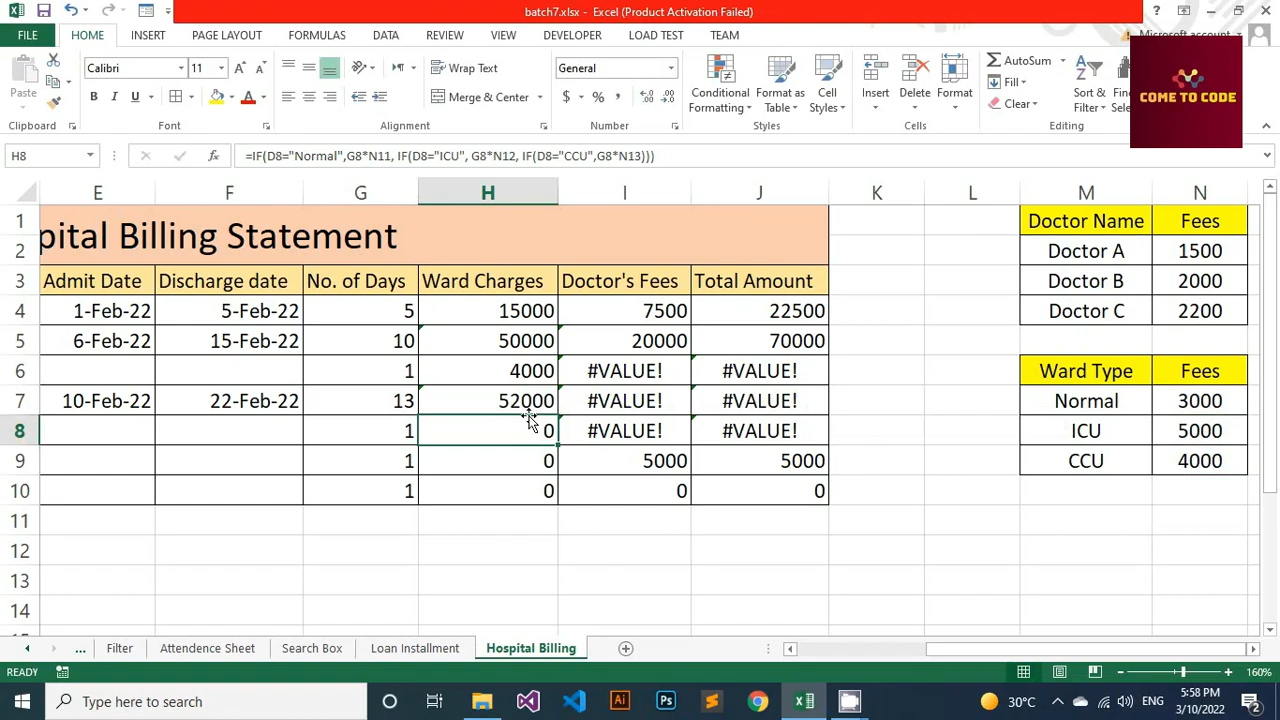 batch7.xlsx - Excel (Product Activation Failed)
FILE HOME INSERT PAGE LAYOUT FORMULAS DATA REVIEW VIEW DEVELOPER LOAD TEST TEAM Microsoft account
Paste Calibri 11 Wrap Text General Conditional Formatting Format as Table Cell Styles Insert Delete Format AutoSum Fill Clear Sort & Filter
B I U Merge & Center $ %
Clipboard Font Alignment Number Styles Cells Editing
COME TO CODE
H8 fx =IF(D8="Normal",G8*N11, IF(D8="ICU", G8*N12, IF(D8="CCU",G8*N13)))
E F G H I J K L M N
1 pital Billing Statement Doctor Name Fees
2 Doctor A 1500
3 Admit Date Discharge date No. of Days Ward Charges Doctor's Fees Total Amount Doctor B 2000
4 1-Feb-22 5-Feb-22 5 15000 7500 22500 Doctor C 2200
5 6-Feb-22 15-Feb-22 10 50000 20000 70000
6 1 4000 #VALUE! #VALUE! Ward Type Fees
7 10-Feb-22 22-Feb-22 13 52000 #VALUE! #VALUE! Normal 3000
8 1 0 #VALUE! #VALUE! ICU 5000
9 1 0 5000 5000 CCU 4000
10 1 0 0 0
11
12
13
14
... Filter Attendence Sheet Search Box Loan Installment Hospital Billing
READY 160%
Type here to search Ai Ps 30°C ENG 5:58 PM
3/10/2022 2